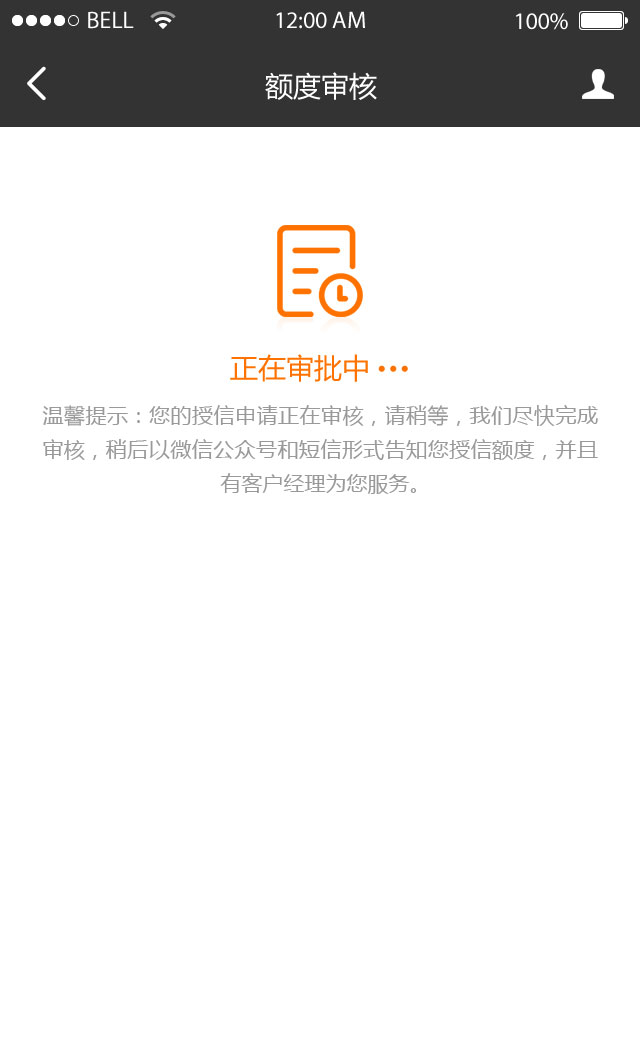 BELL 12:00 AM 100%
额度审核
正在审批中 •••
温馨提示：您的授信申请正在审核，请稍等，我们尽快完成
审核，稍后以微信公众号和短信形式告知您授信额度，并且
有客户经理为您服务。